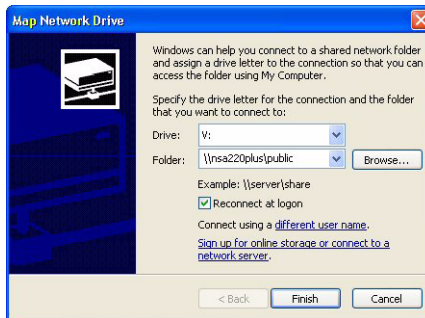 Map Network Drive
Windows can help you connect to a shared network folder
and assign a drive letter to the connection so that you can
access the folder using My Computer.
Specify the drive letter for the connection and the folder
that you want to connect to:
Drive: V:
Folder: \\nsa220plus\public Browse...
Example: \\server\share
Reconnect at logon
Connect using a different user name.
Sign up for online storage or connect to a
network server.
< Back Finish Cancel